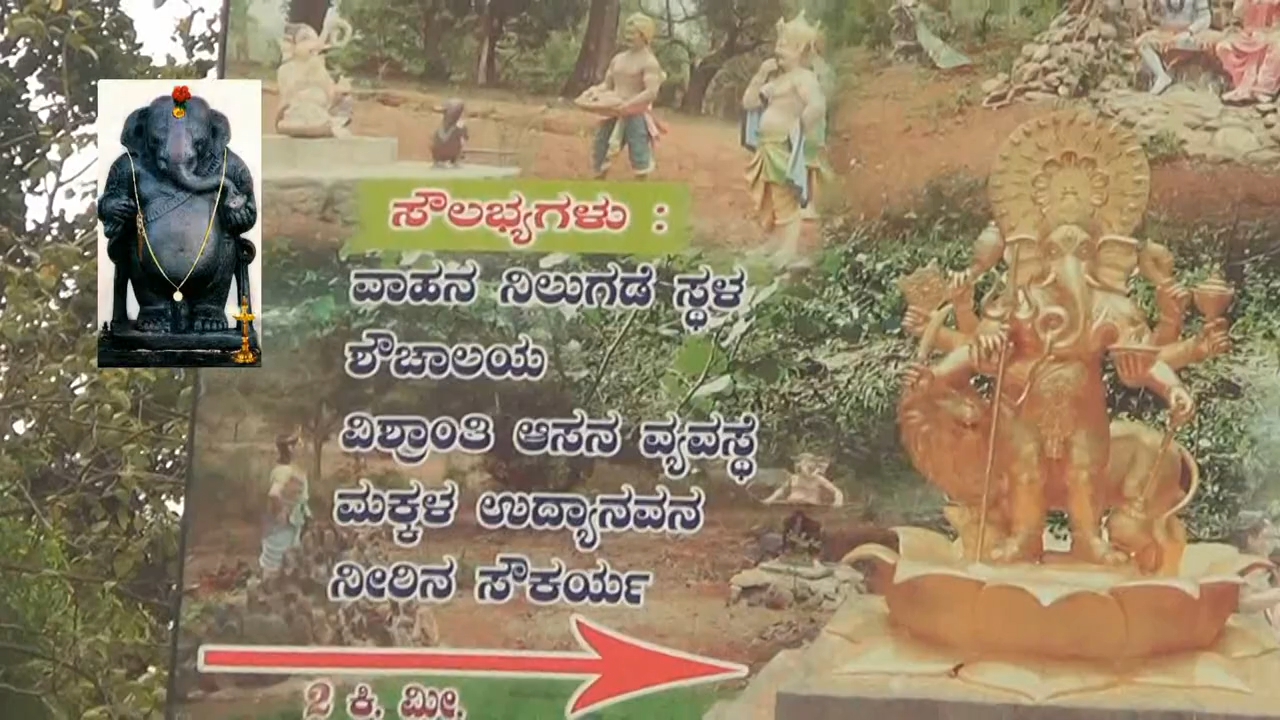 ಸೌಲಭ್ಯಗಳು :
ವಾಹನ ನಿಲುಗಡೆ ಸ್ಥಳ
ಶೌಚಾಲಯ
ವಿಶ್ರಾಂತಿ ಆಸನ ವ್ಯವಸ್ಥೆ
ಮಕ್ಕಳ ಉದ್ಯಾನವನ
ನೀರಿನ ಸೌಕರ್ಯ
2 ಕಿ. ಮೀ.